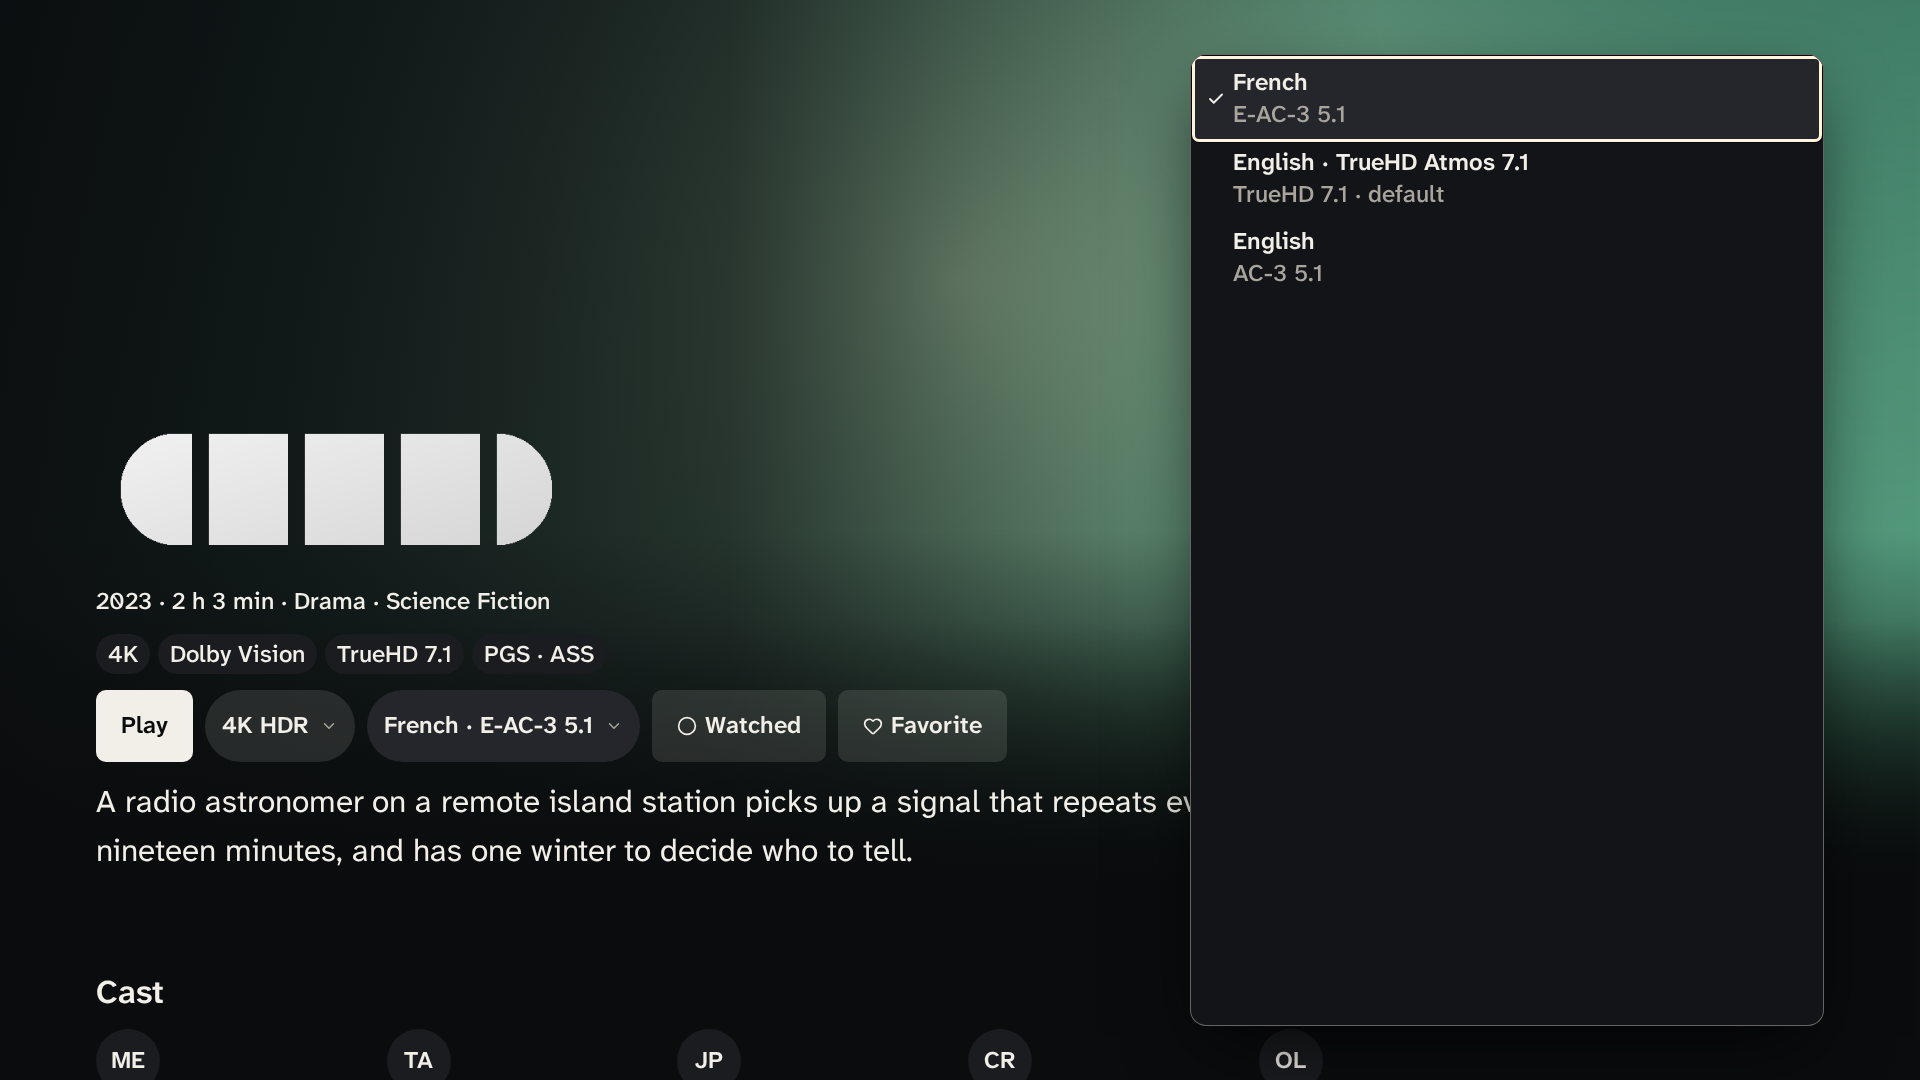 2023 · 2 h 3 min · Drama · Science Fiction
4K Dolby Vision TrueHD 7.1 PGS · ASS
Play 4K HDR French · E-AC-3 5.1 Watched Favorite
A radio astronomer on a remote island station picks up a signal that repeats
nineteen minutes, and has one winter to decide who to tell.
Cast
ME TA JP CR OL
French
E-AC-3 5.1
English · TrueHD Atmos 7.1
TrueHD 7.1 · default
English
AC-3 5.1